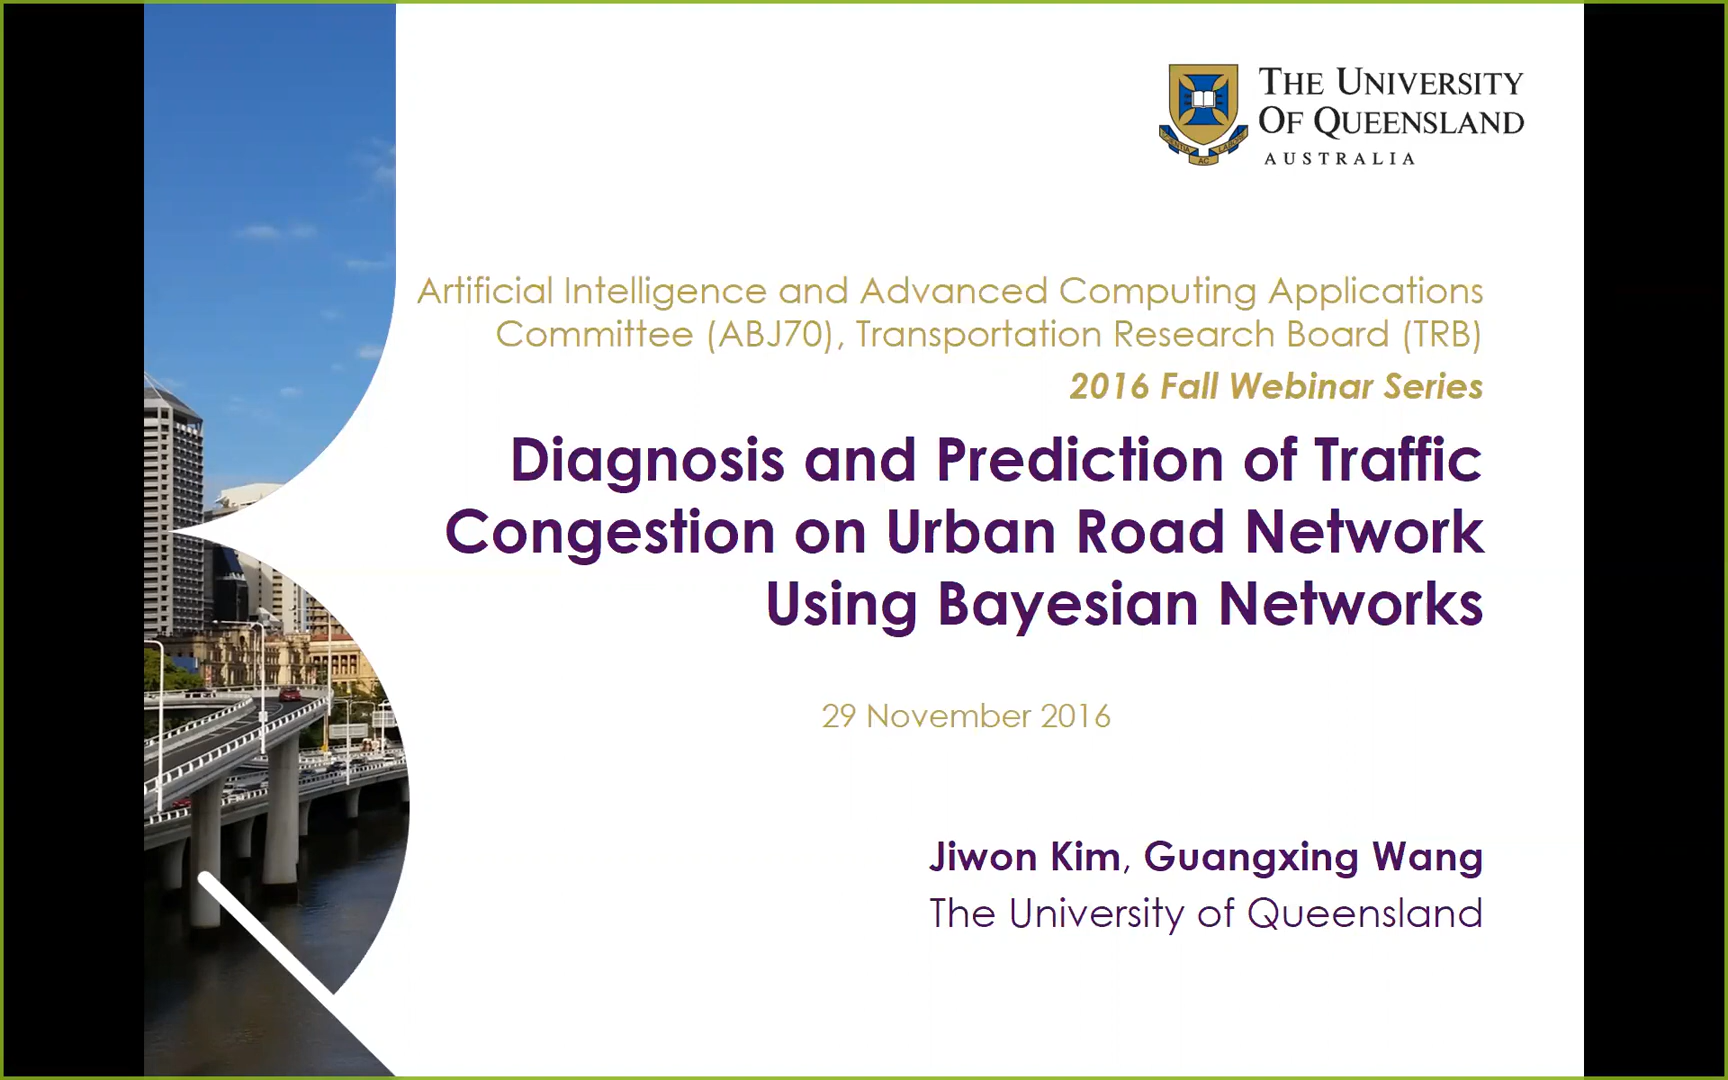 THE UNIVERSITY
OF QUEENSLAND
AUSTRALIA
AC
Artificial Intelligence and Advanced Computing Applications
Committee (ABJ70), Transportation Research Board (TRB)
2016 Fall Webinar Series
Diagnosis and Prediction of Traffic
Congestion on Urban Road Network
Using Bayesian Networks
29 November 2016
Jiwon Kim, Guangxing Wang
The University of Queensland